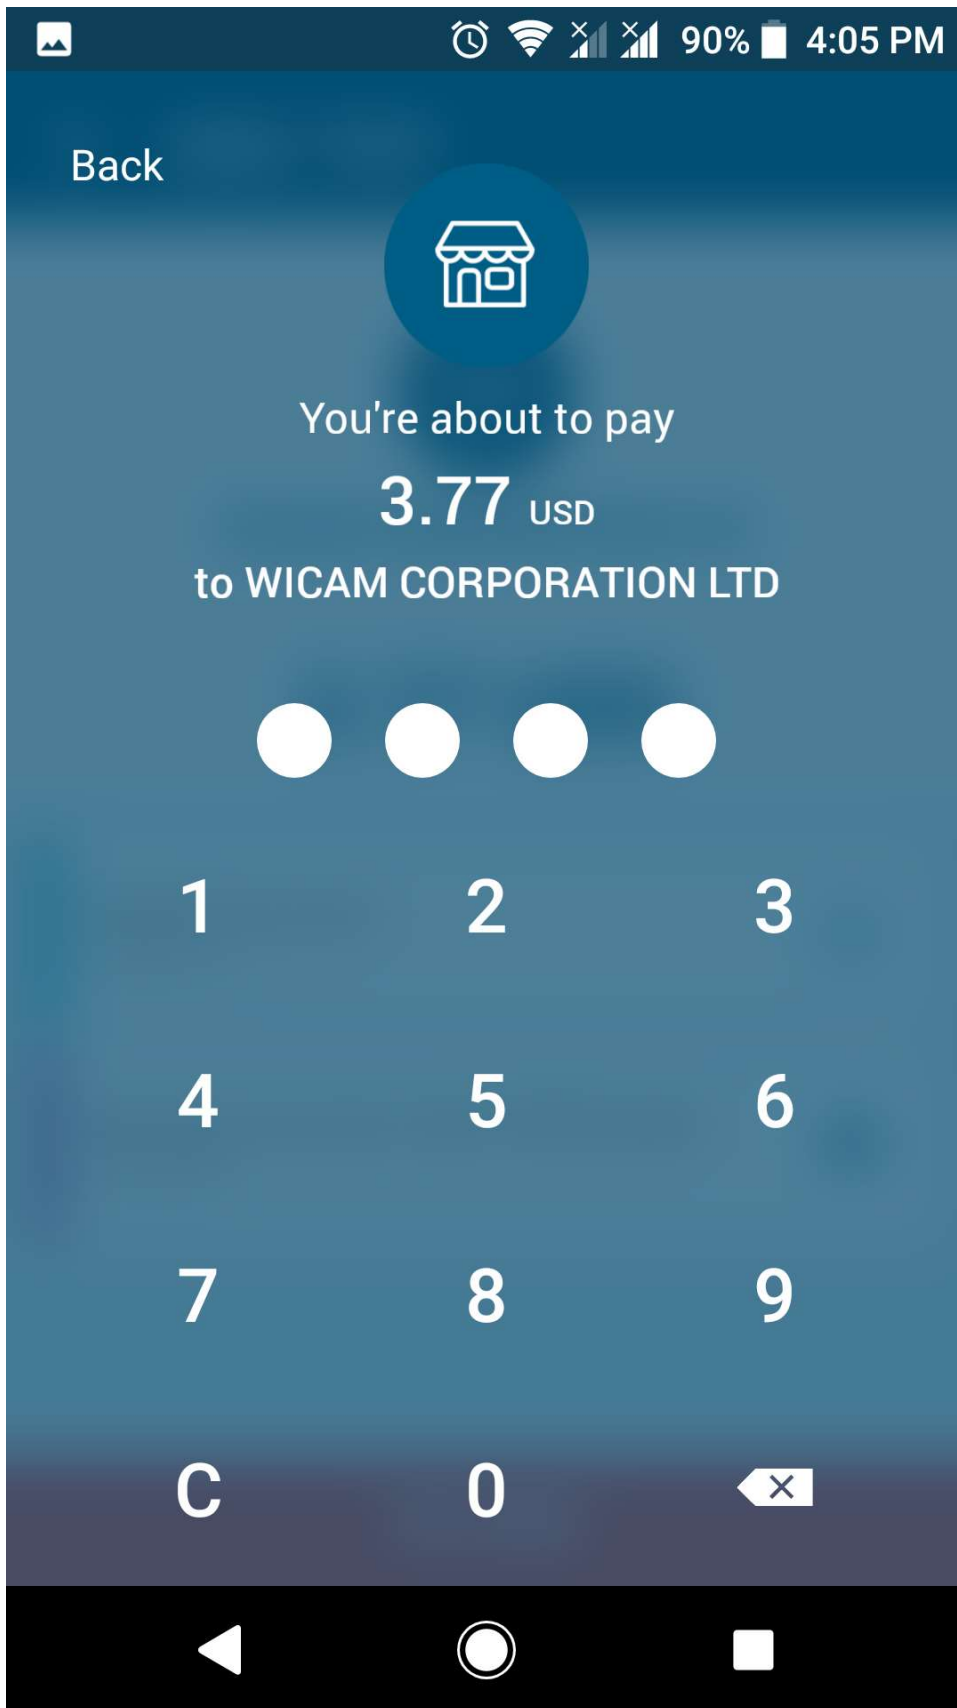 90% 4:05 PM
Back
You're about to pay
3.77 USD
to WICAM CORPORATION LTD
1 2 3
4 5 6
7 8 9
C 0